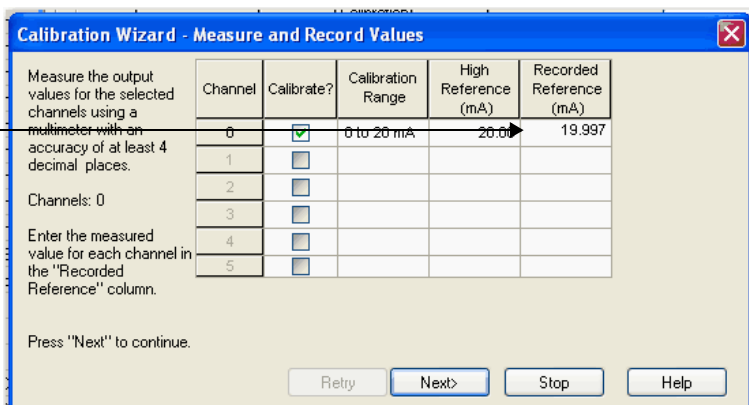 Calibration Wizard - Measure and Record Values
Measure the output
values for the selected
channels using a
multimeter with an
accuracy of at least 4
decimal places.
Channels: 0
Enter the measured
value for each channel in
the "Recorded
Reference" column.
Press "Next" to continue.
Channel Calibrate? Calibration Range High Reference (mA) Recorded Reference (mA)
0 0 to 20 mA 20.00 19.997
1
2
3
4
5
Retry Next> Stop Help